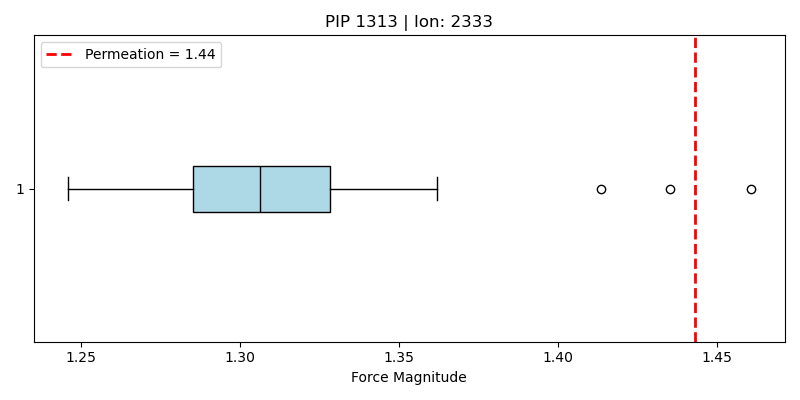 PIP 1313 | Ion: 2333
Permeation = 1.44
1
1.25 1.30 1.35 1.40 1.45
Force Magnitude